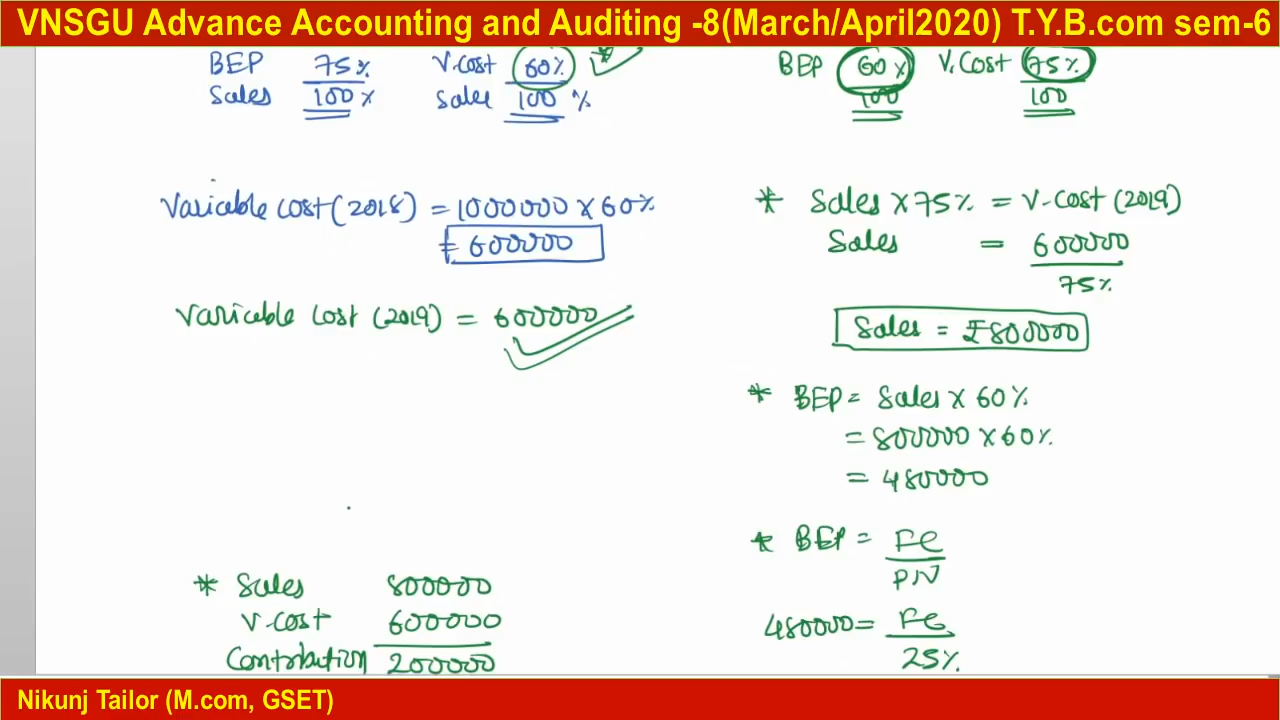 VNSGU Advance Accounting and Auditing -8(March/April2020) T.Y.B.com sem-6
BEP 75%
Sales 100%
V.cost 60%
Sales 100 %
Variable cost (2018) = 1000000 x 60%
= 600000
Variable cost (2019) = 600000
* Sales 800000
V.cost 600000
Contribution 200000
BEP 60%
100
V.Cost 75%
100
* Sales x 75% = V.cost (2019)
Sales = 600000
75%
Sales = ₹800000
* BEP = Sales x 60%
= 800000 x 60%
= 480000
* BEP = FC
P/V
480000 = FC
25%
Nikunj Tailor (M.com, GSET)